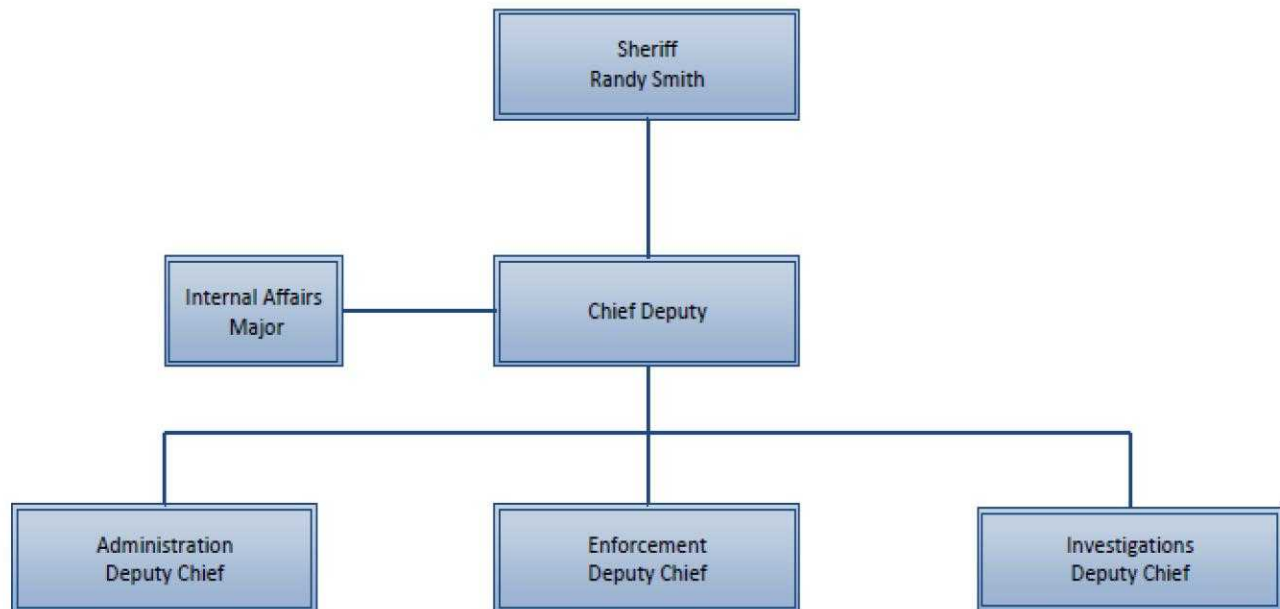 Sheriff
Randy Smith
Internal Affairs
Major
Chief Deputy
Administration
Deputy Chief
Enforcement
Deputy Chief
Investigations
Deputy Chief